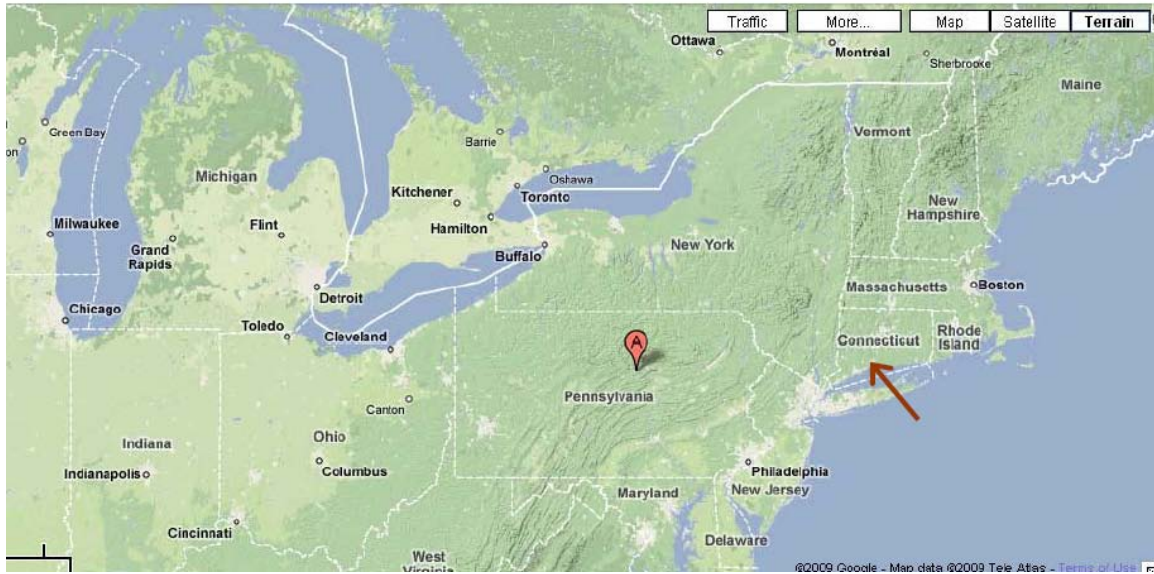 Traffic
More...
Map
Satellite
Terrain
Ottawa
Montréal
Sherbrooke
Maine
Green Bay
Barrie
Vermont
Michigan
Oshawa
Kitchener
Toronto
Milwaukee
Flint
Hamilton
New
Hampshire
Grand
Rapids
Buffalo
New York
Detroit
Massachusetts
Boston
Chicago
Toledo
Cleveland
Connecticut
Rhode
Island
A
Pennsylvania
Canton
Indiana
Ohio
Indianapolis
Columbus
Philadelphia
Maryland
New Jersey
Cincinnati
Delaware
West
Virginia
©2009 Google - Map data ©2009 Tele Atlas - Terms of Use